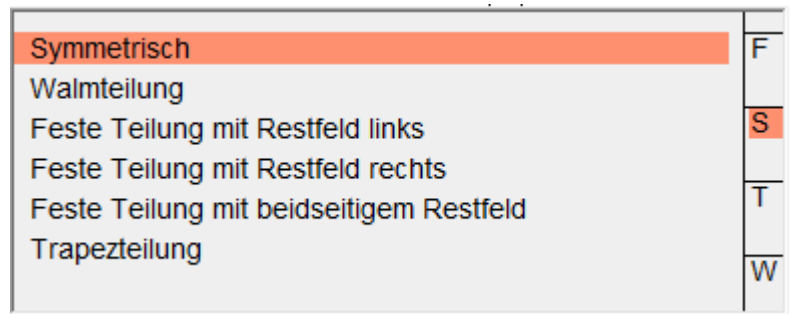 Symmetrisch
Walmteilung
Feste Teilung mit Restfeld links
Feste Teilung mit Restfeld rechts
Feste Teilung mit beidseitigem Restfeld
Trapezteilung
F
S
T
W